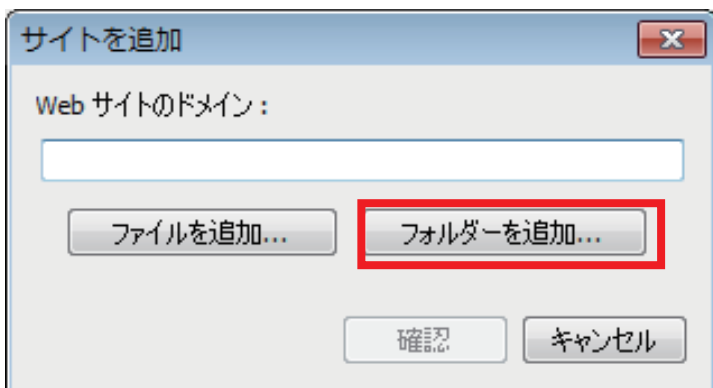 サイトを追加
Web サイトのドメイン :
ファイルを追加... フォルダーを追加...
確認 キャンセル